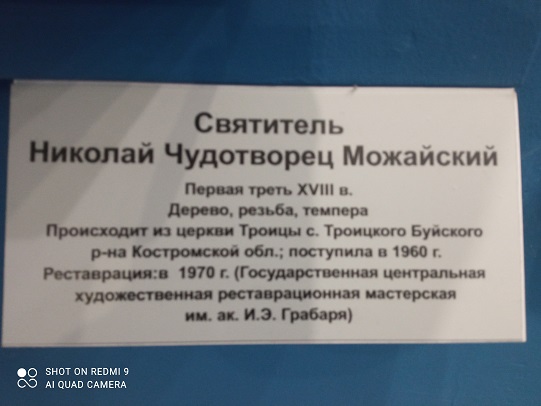 Святитель
Николай Чудотворец Можайский
Первая треть XVIII в.
Дерево, резьба, темпера
Происходит из церкви Троицы с. Троицкого Буйского
р-на Костромской обл.; поступила в 1960 г.
Реставрация:в 1970 г. (Государственная центральная
художественная реставрационная мастерская
им. ак. И.Э. Грабаря)
SHOT ON REDMI 9
AI QUAD CAMERA